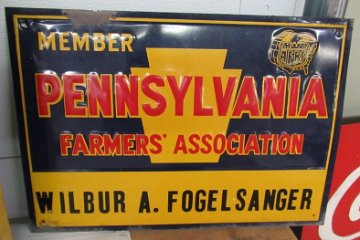 MEMBER
PENNSYLVANIA
FARMERS' ASSOCIATION
WILBUR A. FOGELSANGER